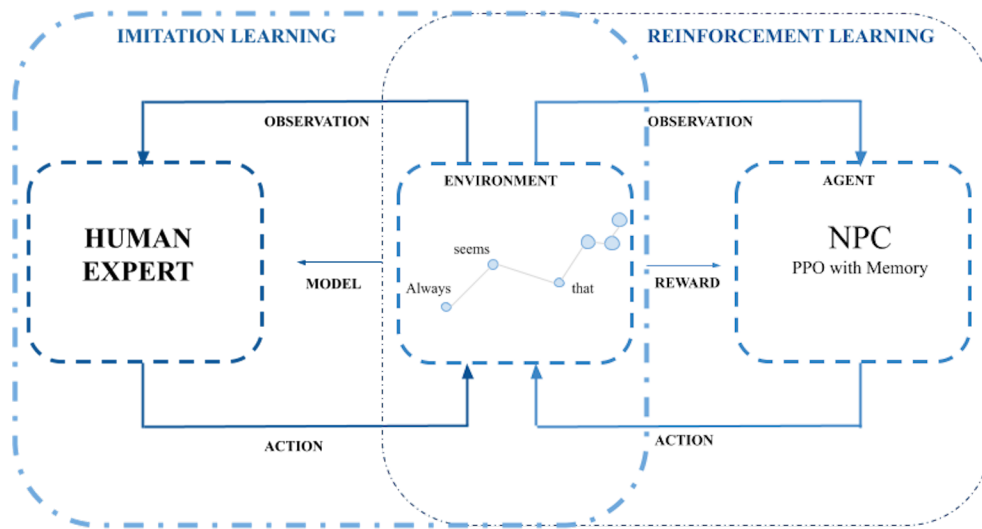 IMITATION LEARNING
REINFORCEMENT LEARNING
OBSERVATION
OBSERVATION
ENVIRONMENT
AGENT
HUMAN
EXPERT
seems
Always
that
NPC
PPO with Memory
MODEL
REWARD
ACTION
ACTION